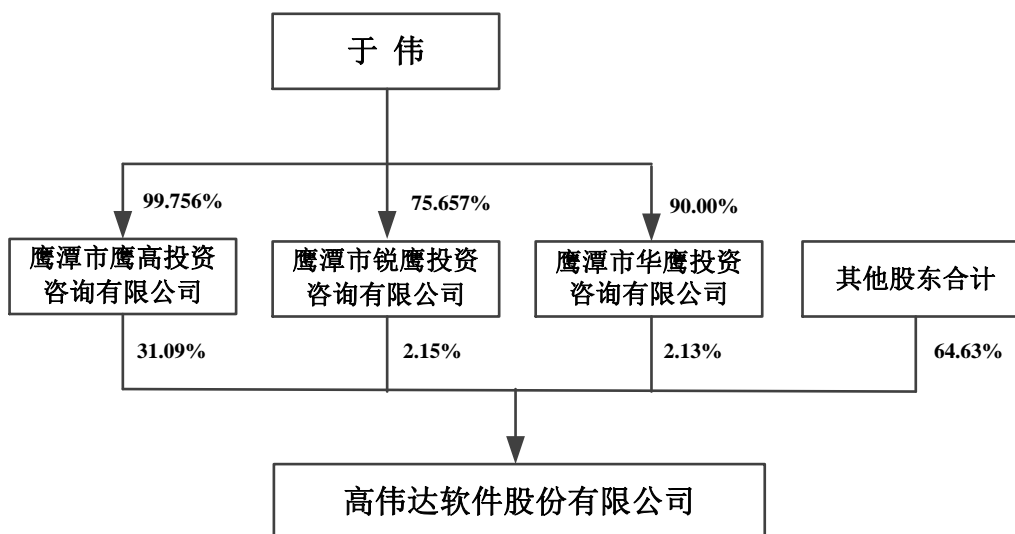 于 伟
99.756%
75.657%
90.00%
鹰潭市鹰高投资
咨询有限公司
鹰潭市锐鹰投资
咨询有限公司
鹰潭市华鹰投资
咨询有限公司
其他股东合计
31.09%
2.15%
2.13%
64.63%
高伟达软件股份有限公司